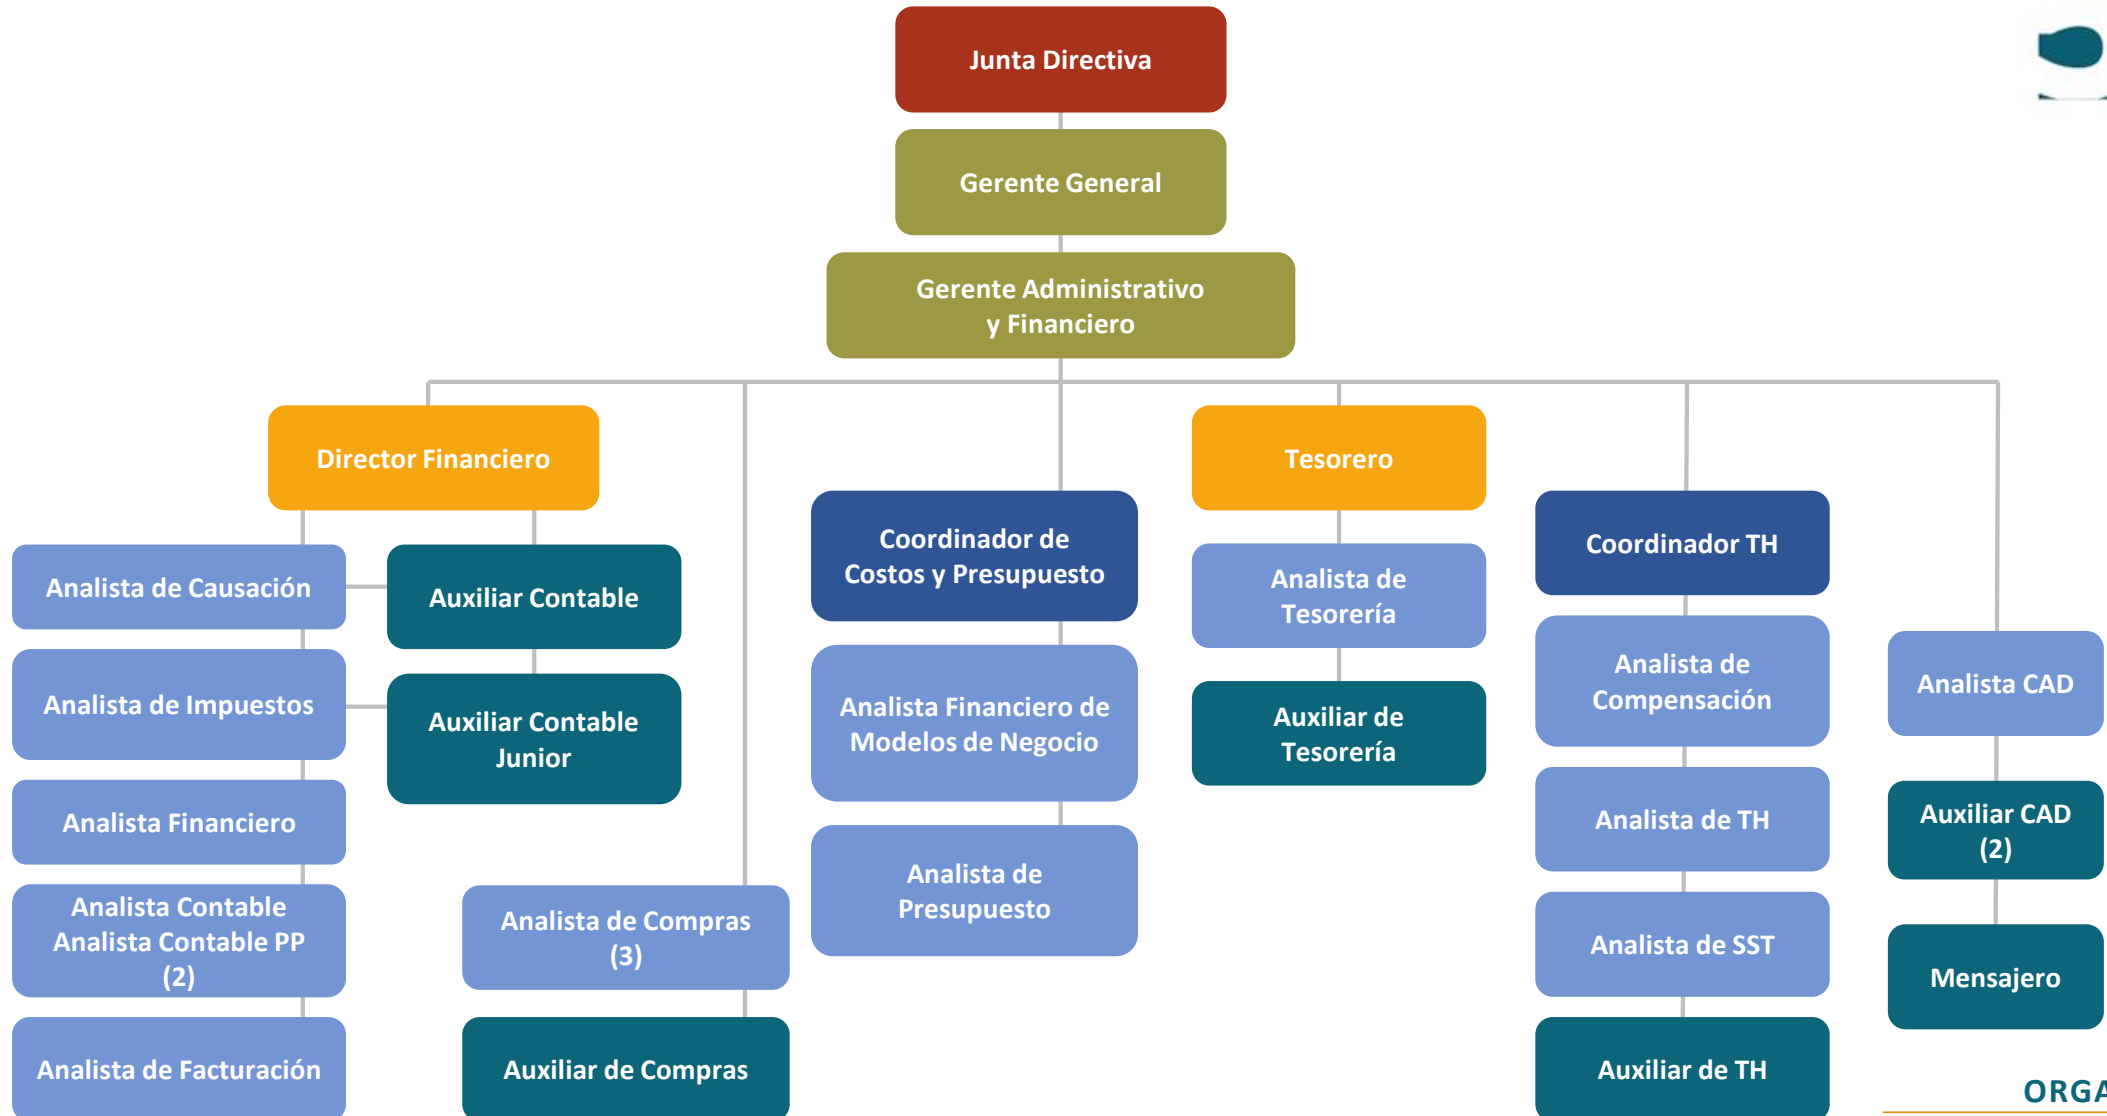 Junta Directiva
Gerente General
Gerente Administrativo
y Financiero
Director Financiero
Tesorero
Coordinador de
Costos y Presupuesto
Coordinador TH
Analista de Causación
Auxiliar Contable
Analista de
Tesorería
Analista de Impuestos
Auxiliar Contable
Junior
Analista Financiero de
Modelos de Negocio
Auxiliar de
Tesorería
Analista de
Compensación
Analista CAD
Analista Financiero
Analista de TH
Auxiliar CAD
(2)
Analista Contable
Analista Contable PP
(2)
Analista de Compras
(3)
Analista de
Presupuesto
Analista de SST
Mensajero
Analista de Facturación
Auxiliar de Compras
Auxiliar de TH
ORGA